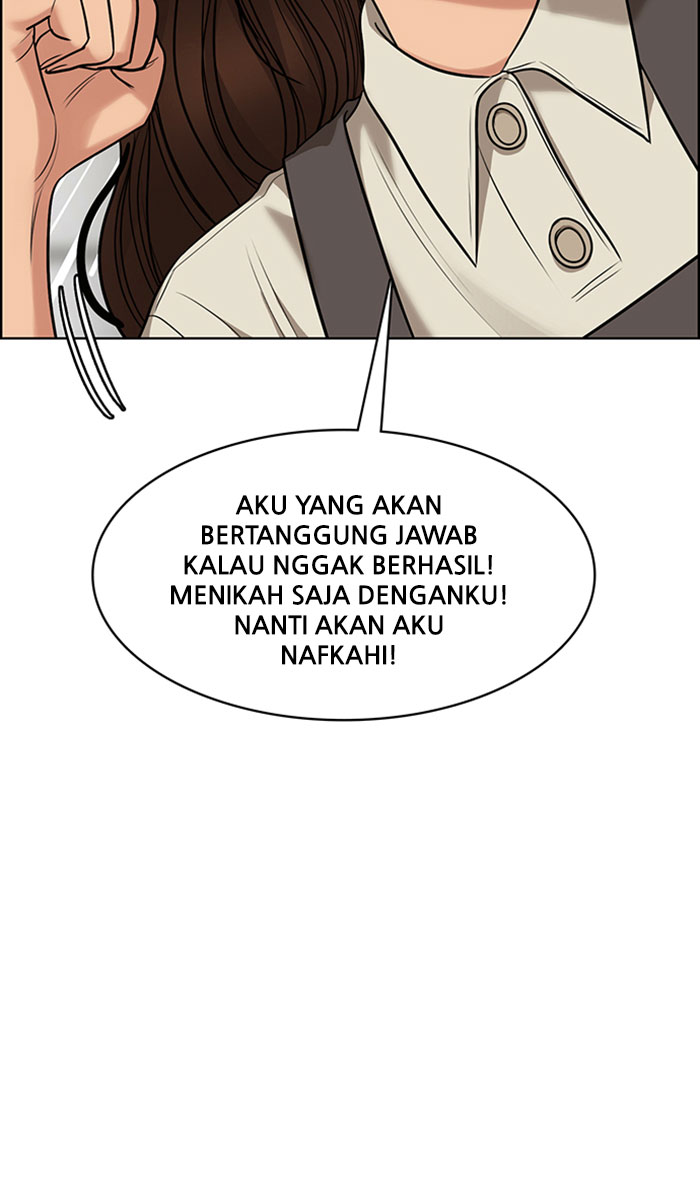 AKU YANG AKAN
BERTANGGUNG JAWAB
KALAU NGGAK BERHASIL!
MENIKAH SAJA DENGANKU!
NANTI AKAN AKU
NAFKAHI!